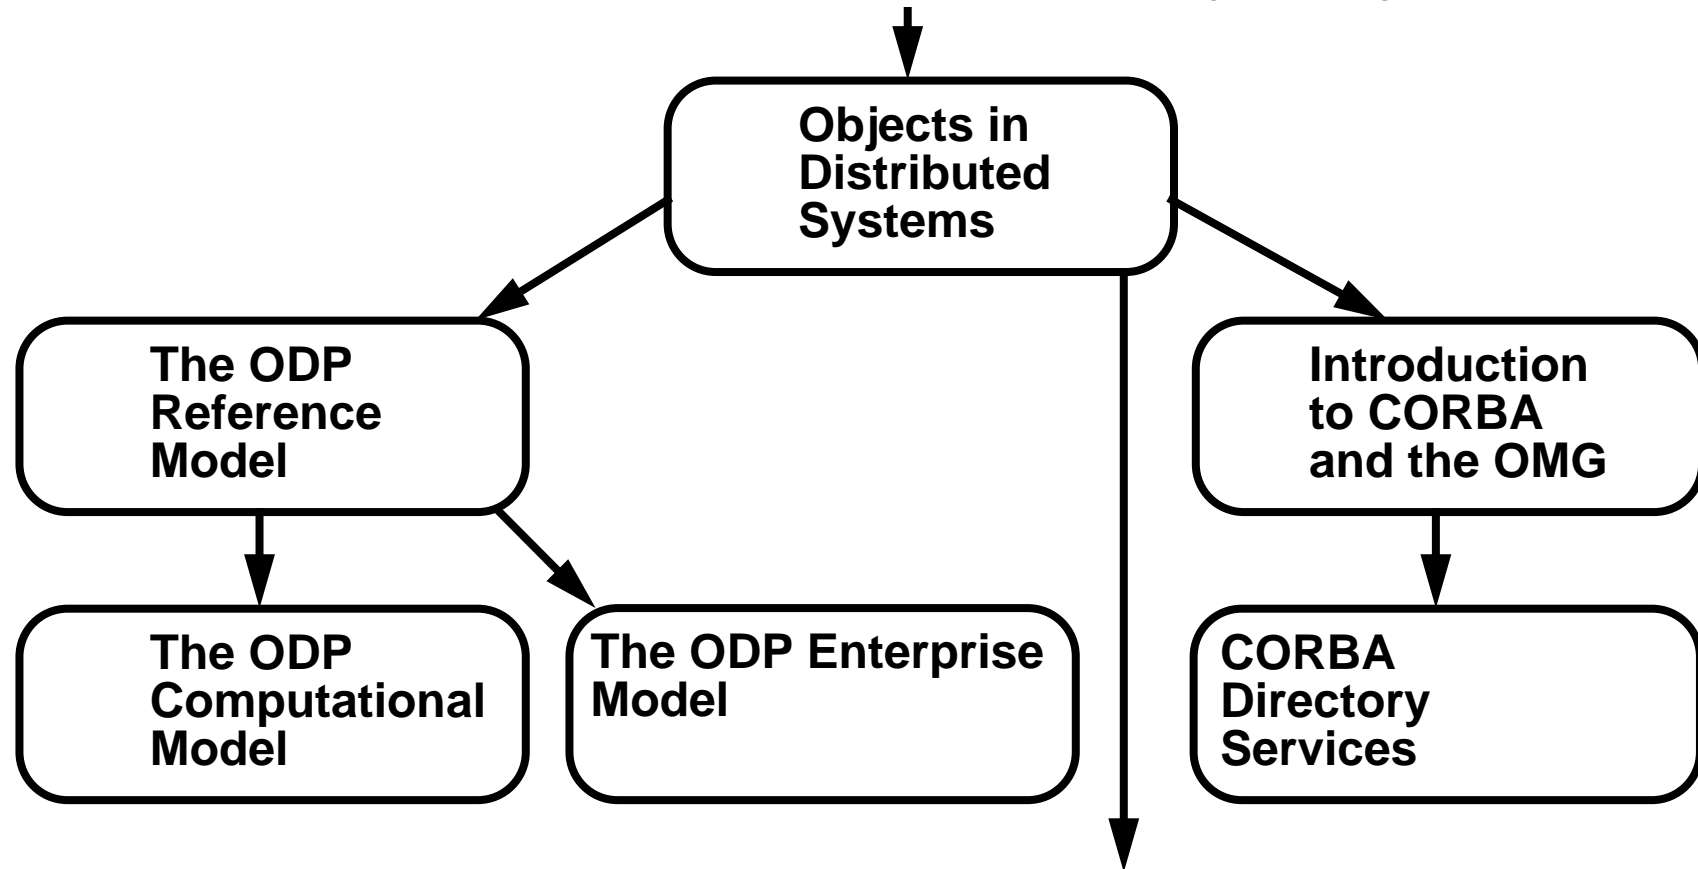 Objects in
Distributed
Systems
The ODP
Reference
Model
Introduction
to CORBA
and the OMG
The ODP
Computational
Model
The ODP Enterprise
Model
CORBA
Directory
Services